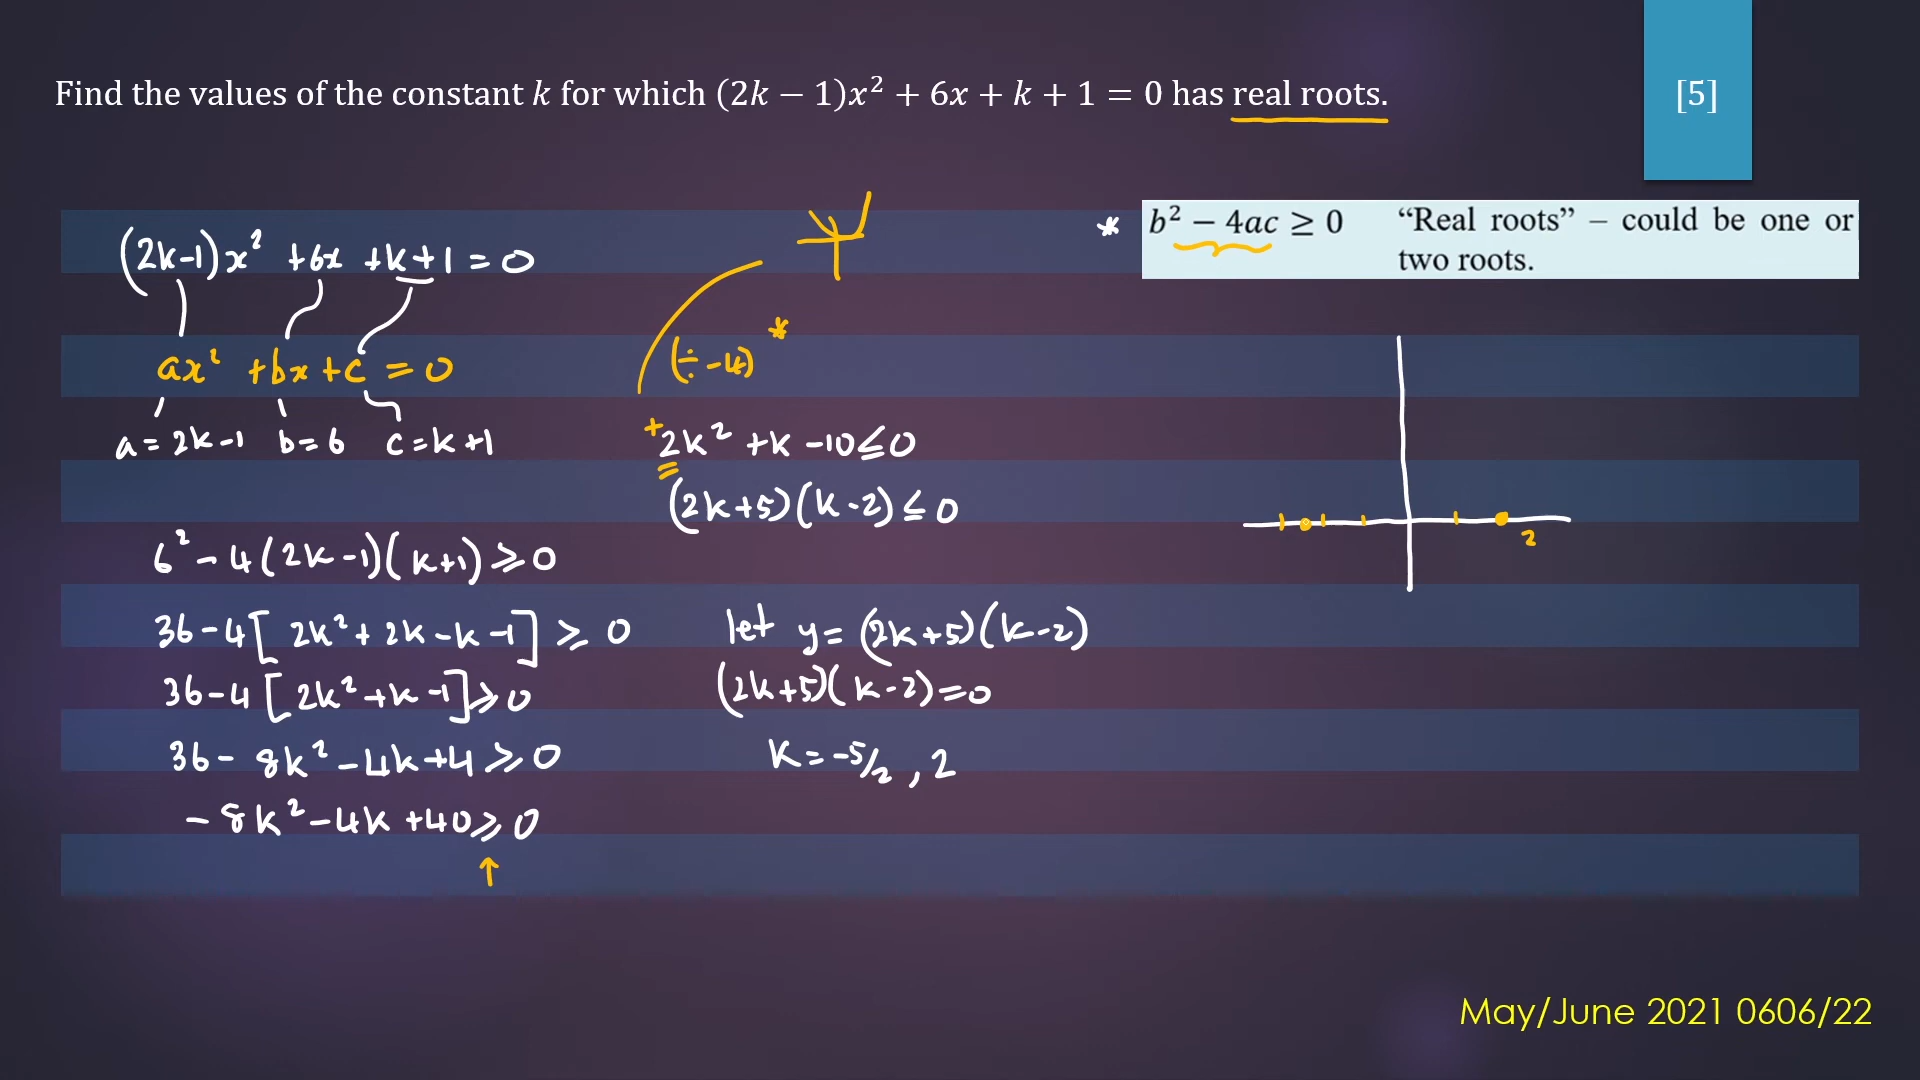 Find the values of the constant k for which (2k − 1)x² + 6x + k + 1 = 0 has real roots.
[5]
(2k-1)x² +6x +k+1 = 0
ax² +bx+c = 0
a = 2k-1 b=6 c=k+1
6² - 4(2k-1)(k+1) ⩾ 0
36-4[2k²+2k-k-1] ⩾ 0
36-4[2k²+k-1] ⩾ 0
36- 8k²-4k+4 ⩾ 0
-8k²-4k+40 ⩾ 0
↑
(÷ -4) *
+
2k² +k -10 ≤ 0
(2k+5)(k-2) ≤ 0
let y= (2k+5)(k-2)
(2k+5)(k-2)=0
k = -5/2 , 2
* b² − 4ac ≥ 0 “Real roots” – could be one or
two roots.
2
May/June 2021 0606/22